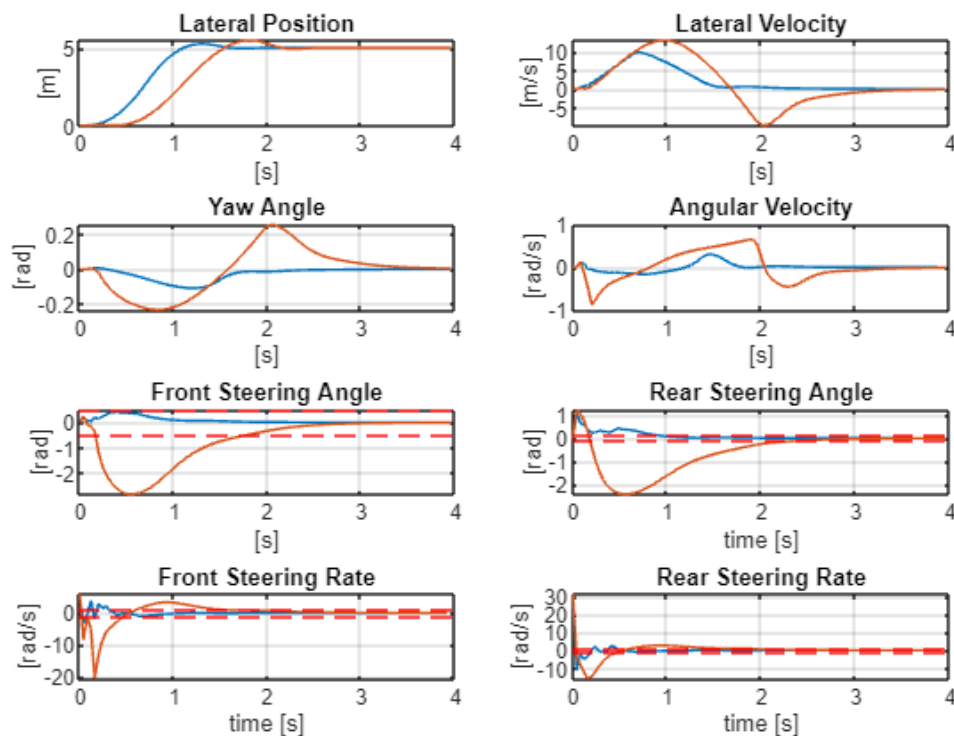 Lateral Position
Lateral Velocity
[m]
5
0
0 1 2 3 4
[s]
[m/s]
10
5
0
-5
0 1 2 3 4
[s]
Yaw Angle
Angular Velocity
[rad]
0.2
0
-0.2
0 1 2 3 4
[s]
[rad/s]
1
0
-1
0 1 2 3 4
[s]
Front Steering Angle
Rear Steering Angle
[rad]
0
-1
-2
0 1 2 3 4
[s]
[rad]
1
0
-1
-2
0 1 2 3 4
time [s]
Front Steering Rate
Rear Steering Rate
[rad/s]
0
-10
-20
0 1 2 3 4
time [s]
[rad/s]
30
20
10
0
-10
0 1 2 3 4
time [s]